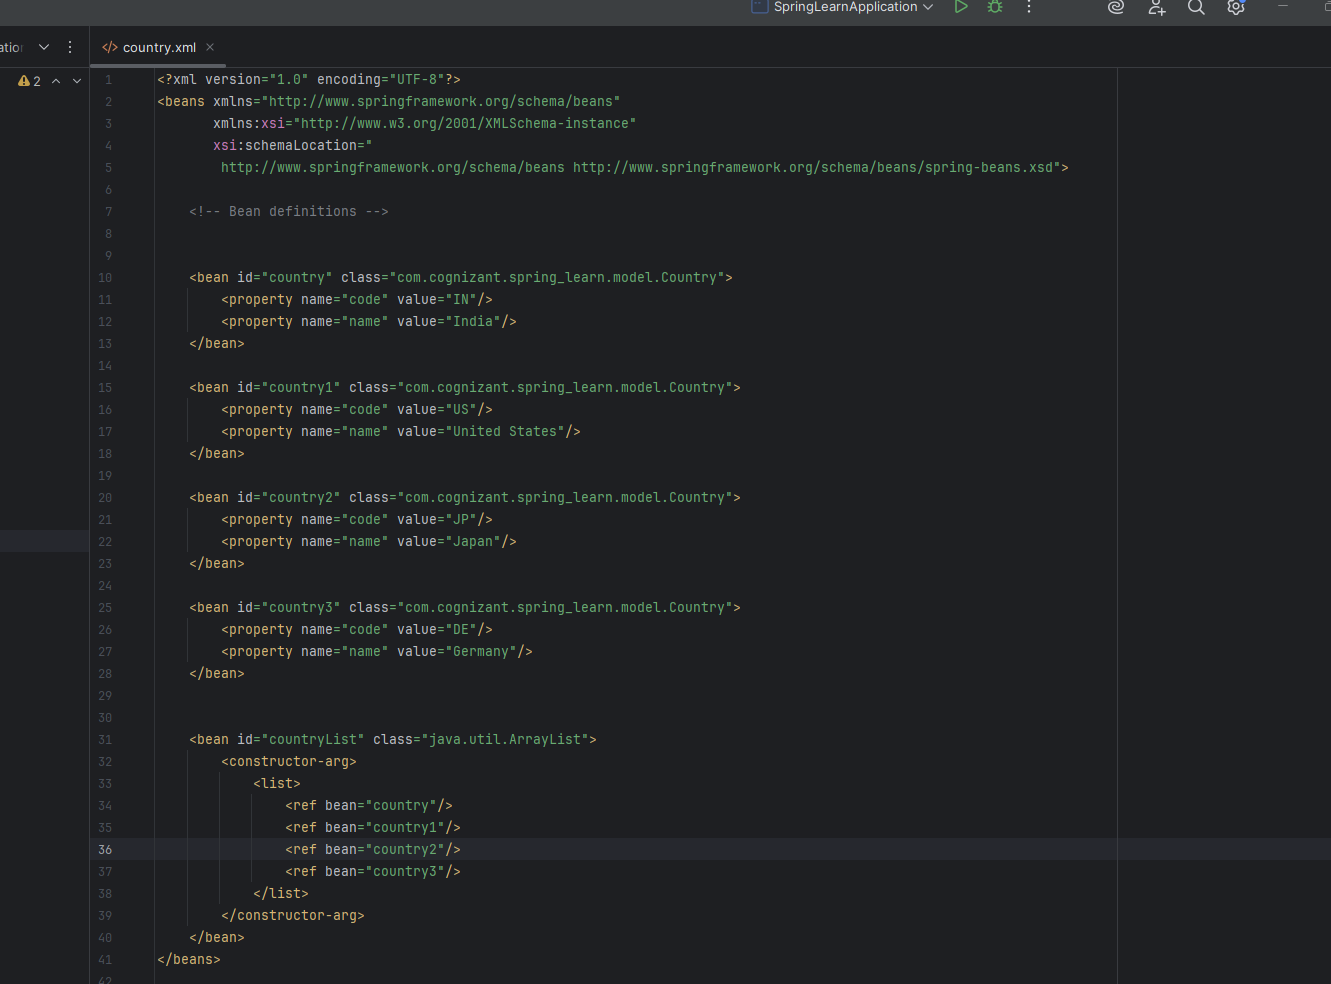 SpringLearnApplication
country.xml
2
1 <?xml version="1.0" encoding="UTF-8"?>
2 <beans xmlns="http://www.springframework.org/schema/beans"
3 xmlns:xsi="http://www.w3.org/2001/XMLSchema-instance"
4 xsi:schemaLocation="
5 http://www.springframework.org/schema/beans http://www.springframework.org/schema/beans/spring-beans.xsd">
6
7 <!-- Bean definitions -->
8
9
10 <bean id="country" class="com.cognizant.spring_learn.model.Country">
11 <property name="code" value="IN"/>
12 <property name="name" value="India"/>
13 </bean>
14
15 <bean id="country1" class="com.cognizant.spring_learn.model.Country">
16 <property name="code" value="US"/>
17 <property name="name" value="United States"/>
18 </bean>
19
20 <bean id="country2" class="com.cognizant.spring_learn.model.Country">
21 <property name="code" value="JP"/>
22 <property name="name" value="Japan"/>
23 </bean>
24
25 <bean id="country3" class="com.cognizant.spring_learn.model.Country">
26 <property name="code" value="DE"/>
27 <property name="name" value="Germany"/>
28 </bean>
29
30
31 <bean id="countryList" class="java.util.ArrayList">
32 <constructor-arg>
33 <list>
34 <ref bean="country"/>
35 <ref bean="country1"/>
36 <ref bean="country2"/>
37 <ref bean="country3"/>
38 </list>
39 </constructor-arg>
40 </bean>
41 </beans>
42